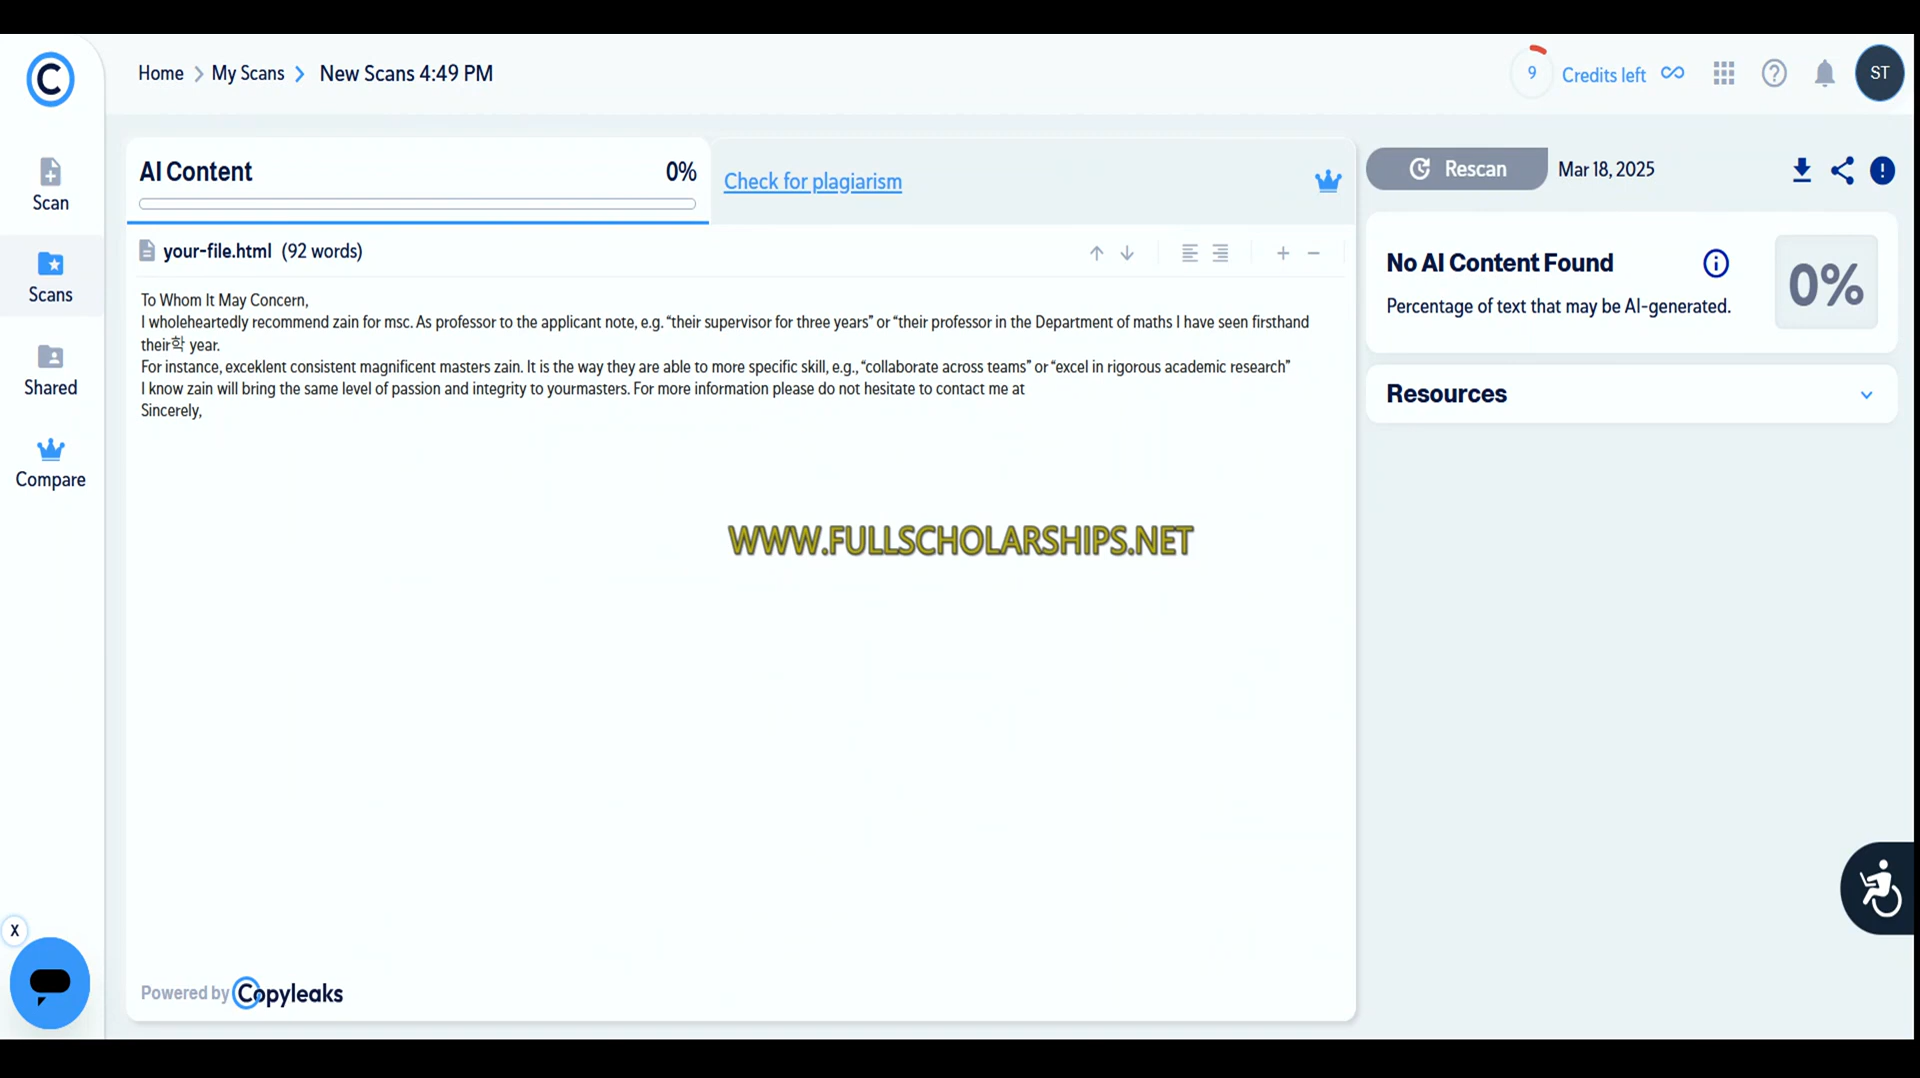 Home > My Scans > New Scans 4:49 PM
9 Credits left
ST
Scan
Scans
Shared
Compare
AI Content 0%
Check for plagiarism
Rescan Mar 18, 2025
your-file.html (92 words)
To Whom It May Concern,
I wholeheartedly recommend zain for msc. As professor to the applicant note, e.g. “their supervisor for three years” or “their professor in the Department of maths I have seen firsthand
their학 year.
For instance, exceklent consistent magnificent masters zain. It is the way they are able to more specific skill, e.g., “collaborate across teams” or “excel in rigorous academic research”
I know zain will bring the same level of passion and integrity to yourmasters. For more information please do not hesitate to contact me at
Sincerely,
No AI Content Found
Percentage of text that may be AI-generated.
0%
Resources
WWW.FULLSCHOLARSHIPS.NET
X
Powered by Copyleaks